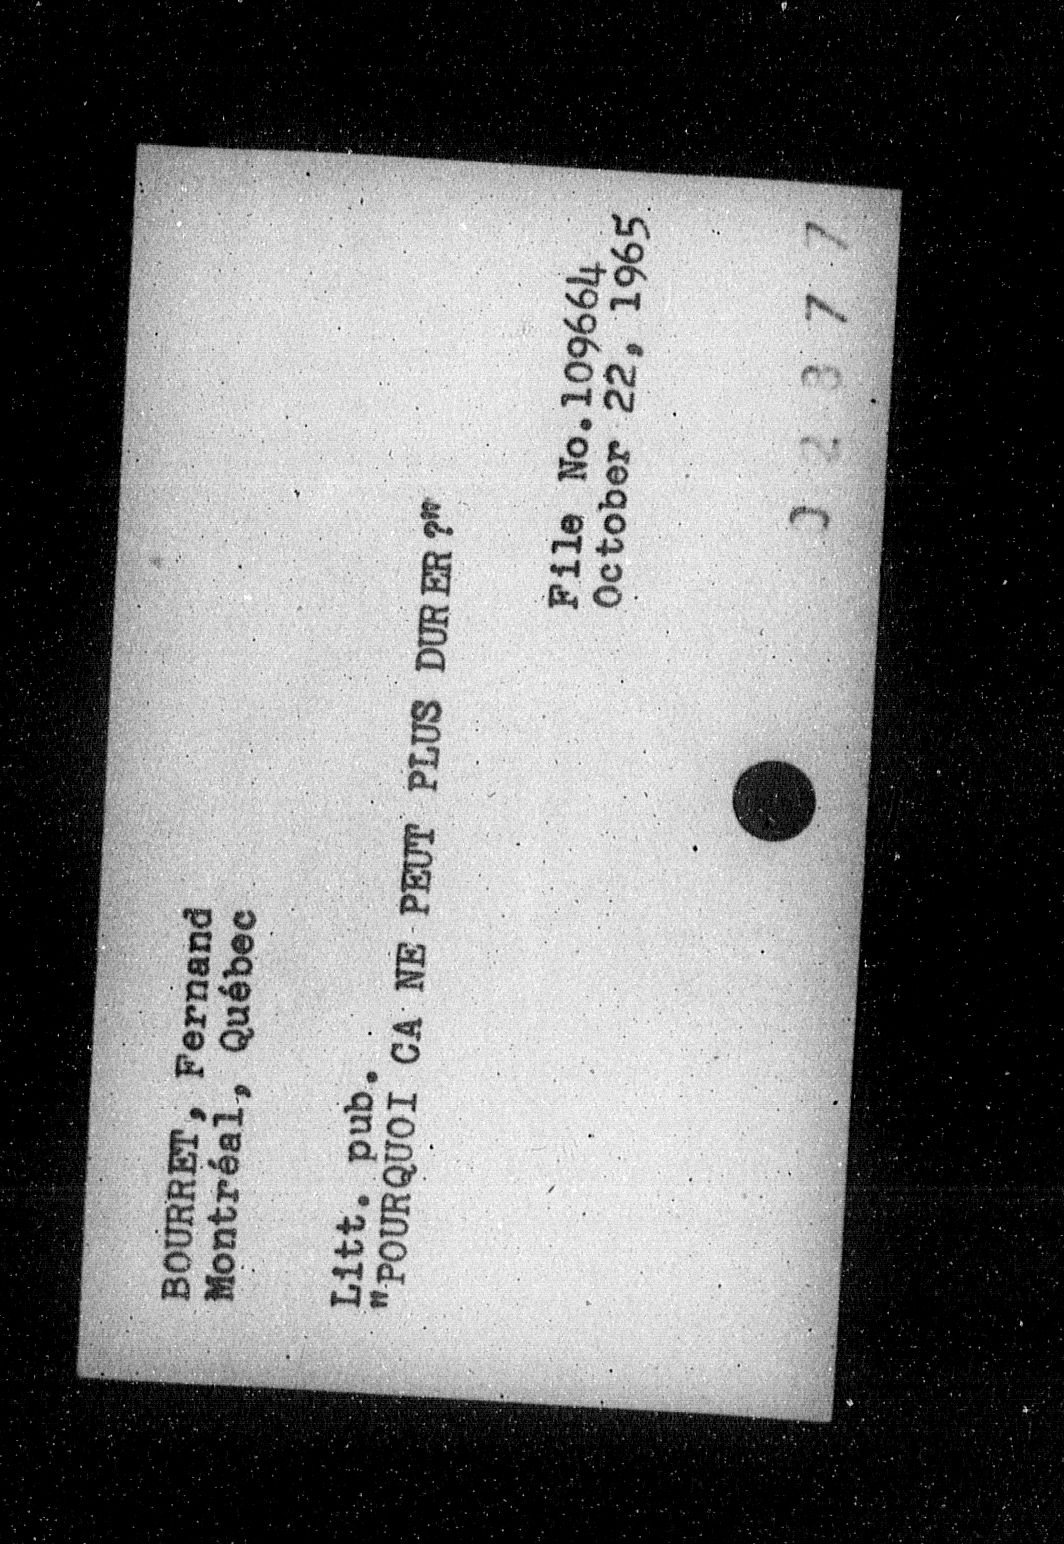 BOURRET, Fernand
Montréal, Québec
Litt. pub.
"POURQUOI CA NE PEUT PLUS DURER?"
File No.109664
October 22, 1965